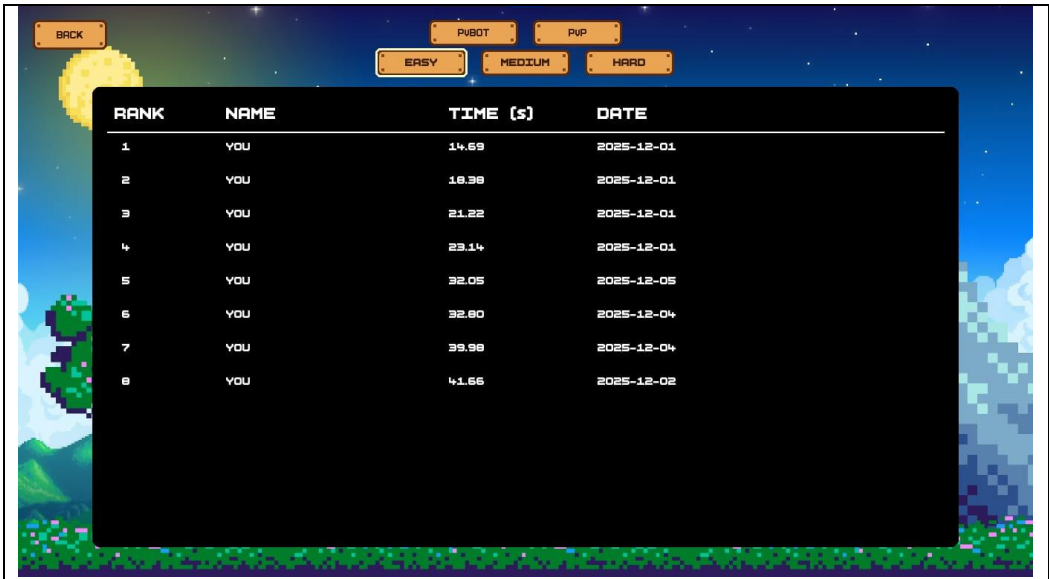 BACK
PVBOT PVP
EASY MEDIUM HARD
RANK NAME TIME (s) DATE
1 YOU 14.69 2025-12-01
2 YOU 18.38 2025-12-01
3 YOU 21.22 2025-12-01
4 YOU 23.14 2025-12-01
5 YOU 32.05 2025-12-05
6 YOU 32.80 2025-12-04
7 YOU 39.98 2025-12-04
8 YOU 41.66 2025-12-02